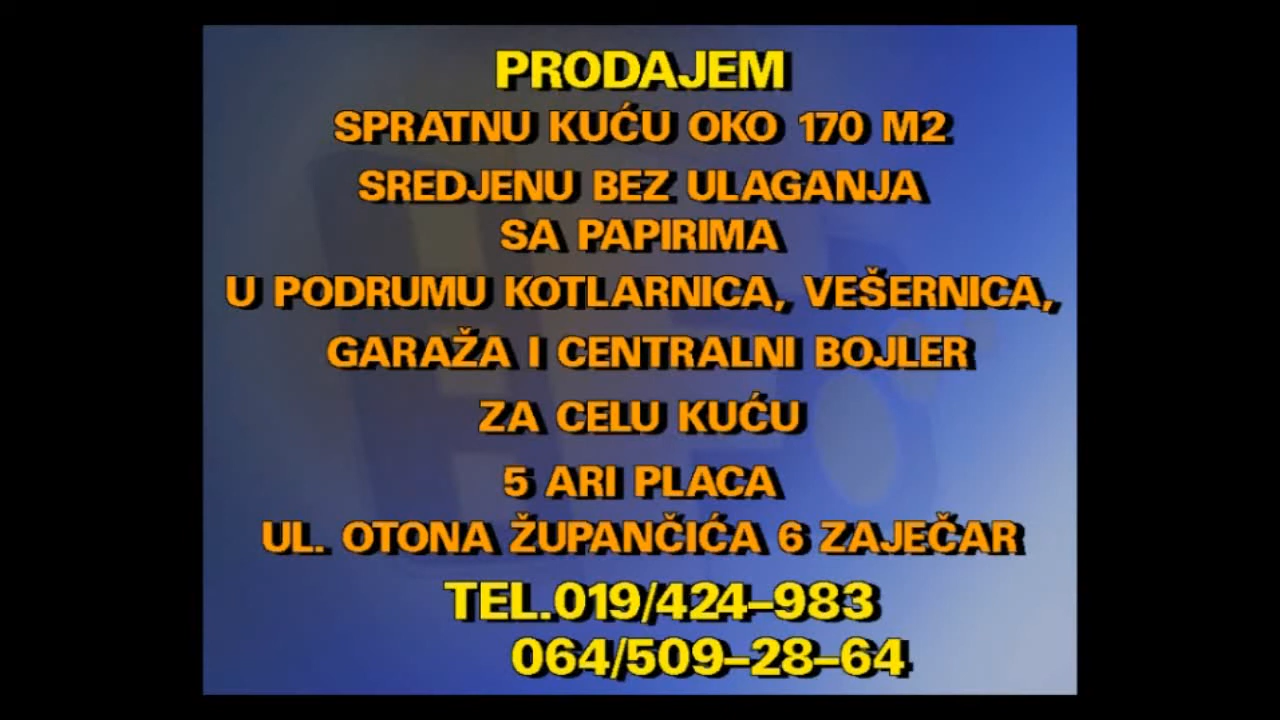 PRODAJEM
SPRATNU KUĆU OKO 170 M2
SREDJENU BEZ ULAGANJA
SA PAPIRIMA
U PODRUMU KOTLARNICA, VEŠERNICA,
GARAŽA I CENTRALNI BOJLER
ZA CELU KUĆU
5 ARI PLACA
UL. OTONA ŽUPANČIĆA 6 ZAJEČAR
TEL.019/424–983
064/509–28–64